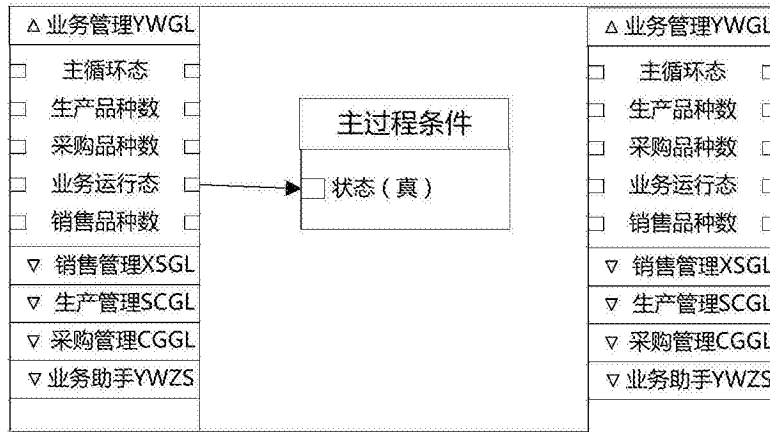 △ 业务管理YWGL
主循环态
生产品种数
采购品种数
业务运行态
销售品种数
▽ 销售管理XSGL
▽ 生产管理SCGL
▽ 采购管理CGGL
▽ 业务助手YWZS
主过程条件
状态（真）
△ 业务管理YWGL
主循环态
生产品种数
采购品种数
业务运行态
销售品种数
▽ 销售管理XSGL
▽ 生产管理SCGL
▽ 采购管理CGGL
▽ 业务助手YWZS